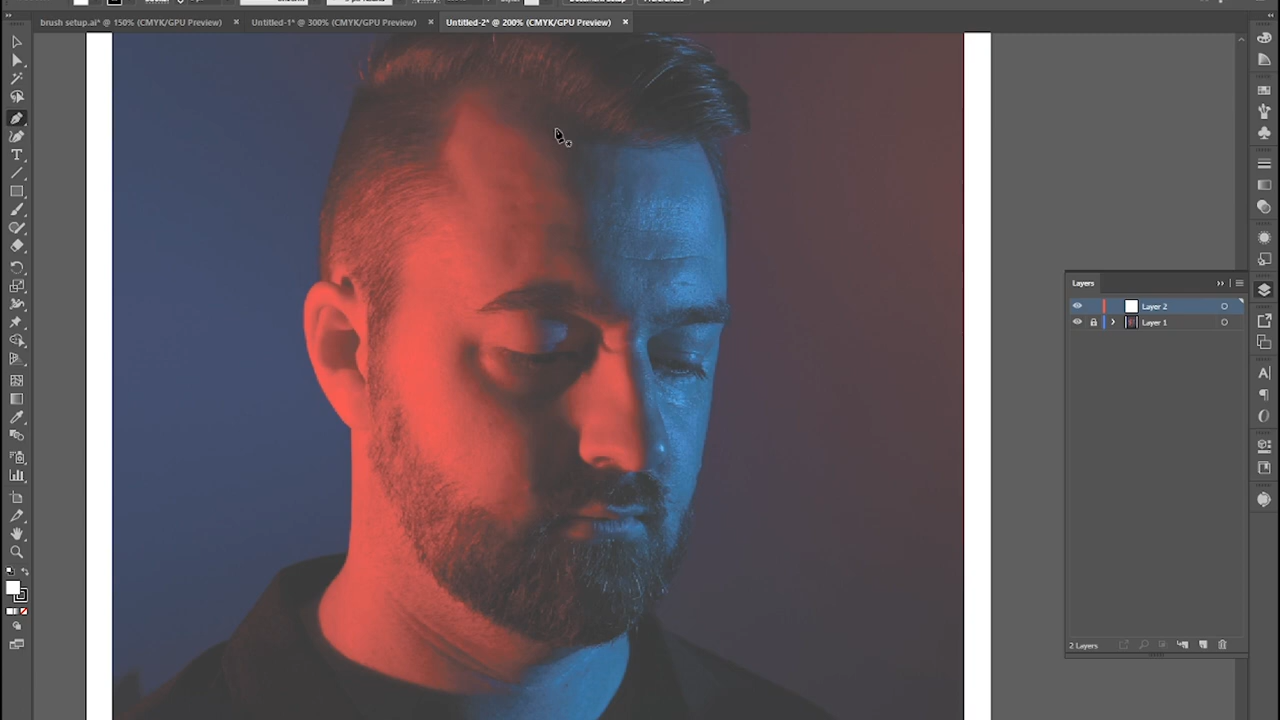 brush setup.ai* @ 150% (CMYK/GPU Preview) × Untitled-1* @ 300% (CMYK/GPU Preview) × Untitled-2* @ 200% (CMYK/GPU Preview) ×
Layers
Layer 2
Layer 1
2 Layers